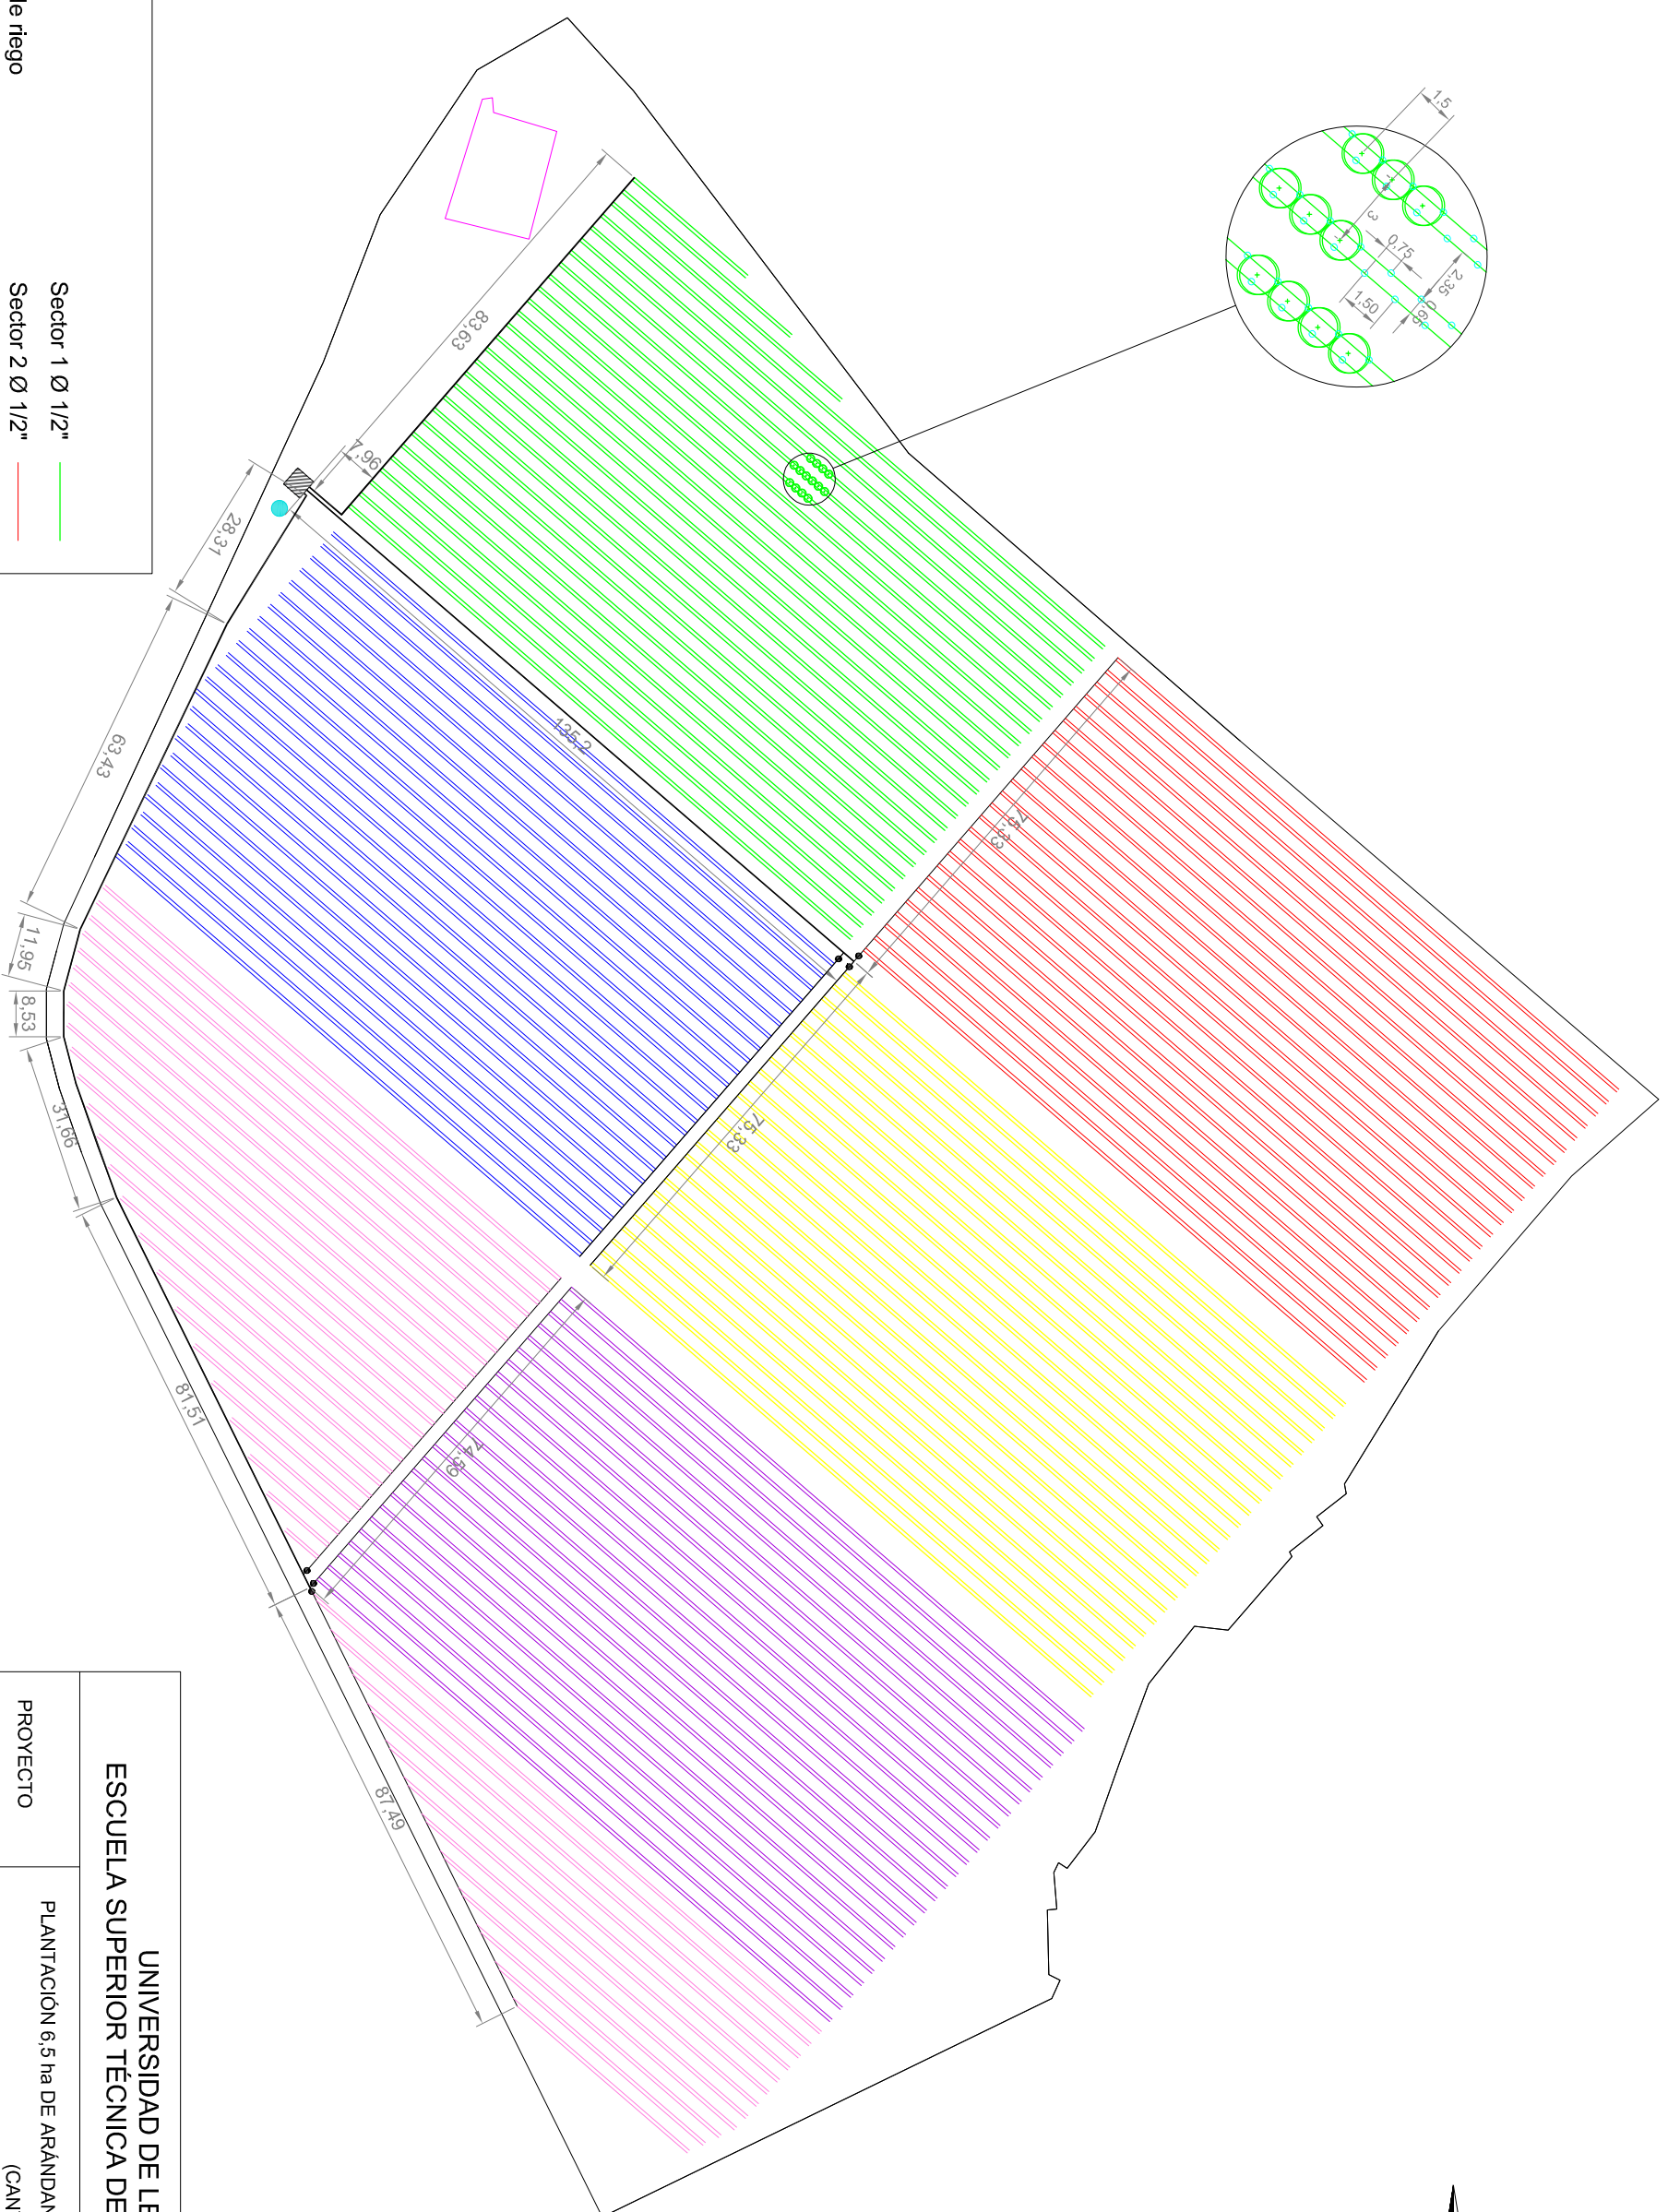 1,5
3
0,75
2,35
1,50
0,65
83,63
7,96
28,31
135,2
75,33
63,43
11,95
8,53
75,33
31,66
81,51
74,59
87,49
de riego
Sector 1 Ø 1/2"
Sector 2 Ø 1/2"
UNIVERSIDAD DE LE
ESCUELA SUPERIOR TÉCNICA DE
PROYECTO
PLANTACIÓN 6,5 ha DE ARÁNDAN
(CAN